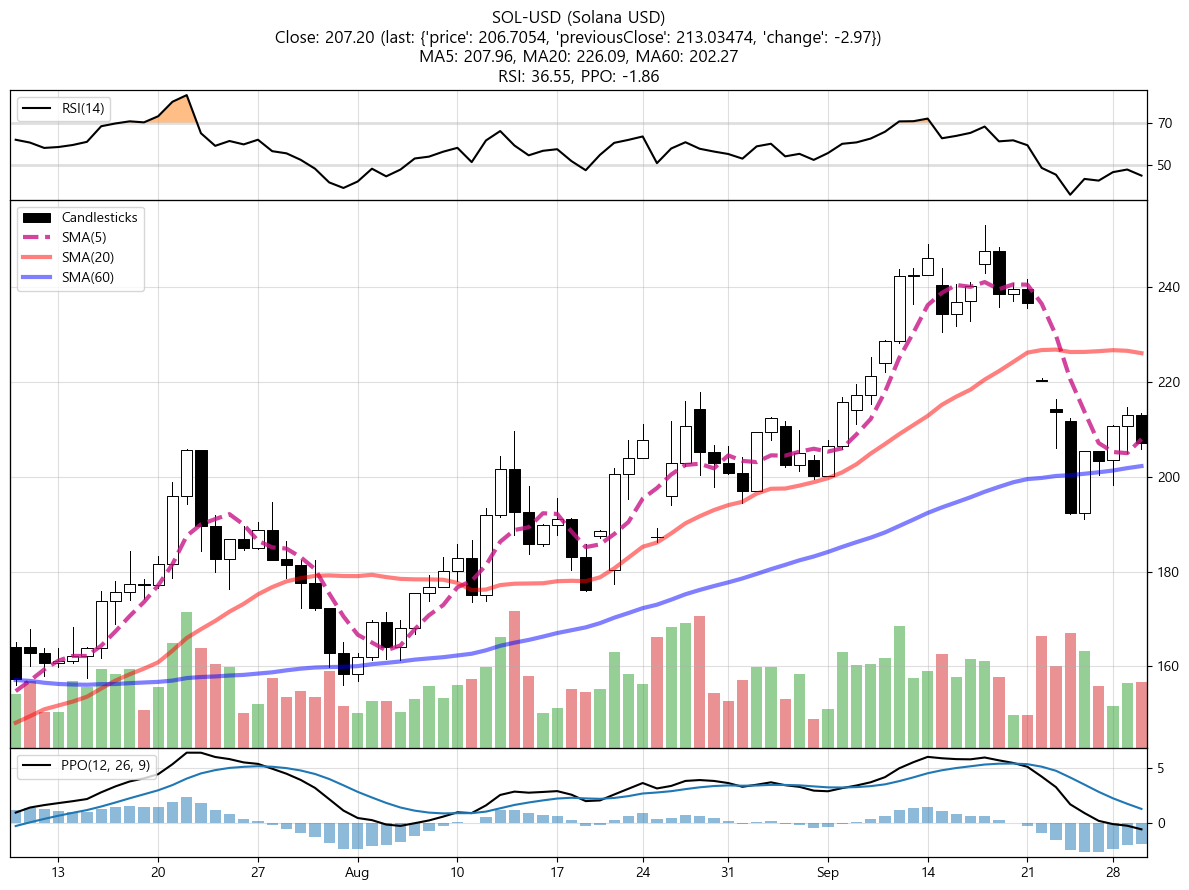 SOL-USD (Solana USD)
Close: 207.20 (last: {'price': 206.7054, 'previousClose': 213.03474, 'change': -2.97})
MA5: 207.96, MA20: 226.09, MA60: 202.27
RSI: 36.55, PPO: -1.86
RSI(14)
70
50
Candlesticks
SMA(5)
SMA(20)
SMA(60)
240
220
200
180
160
PPO(12, 26, 9)
5
0
13 20 27 Aug 10 17 24 31 Sep 14 21 28